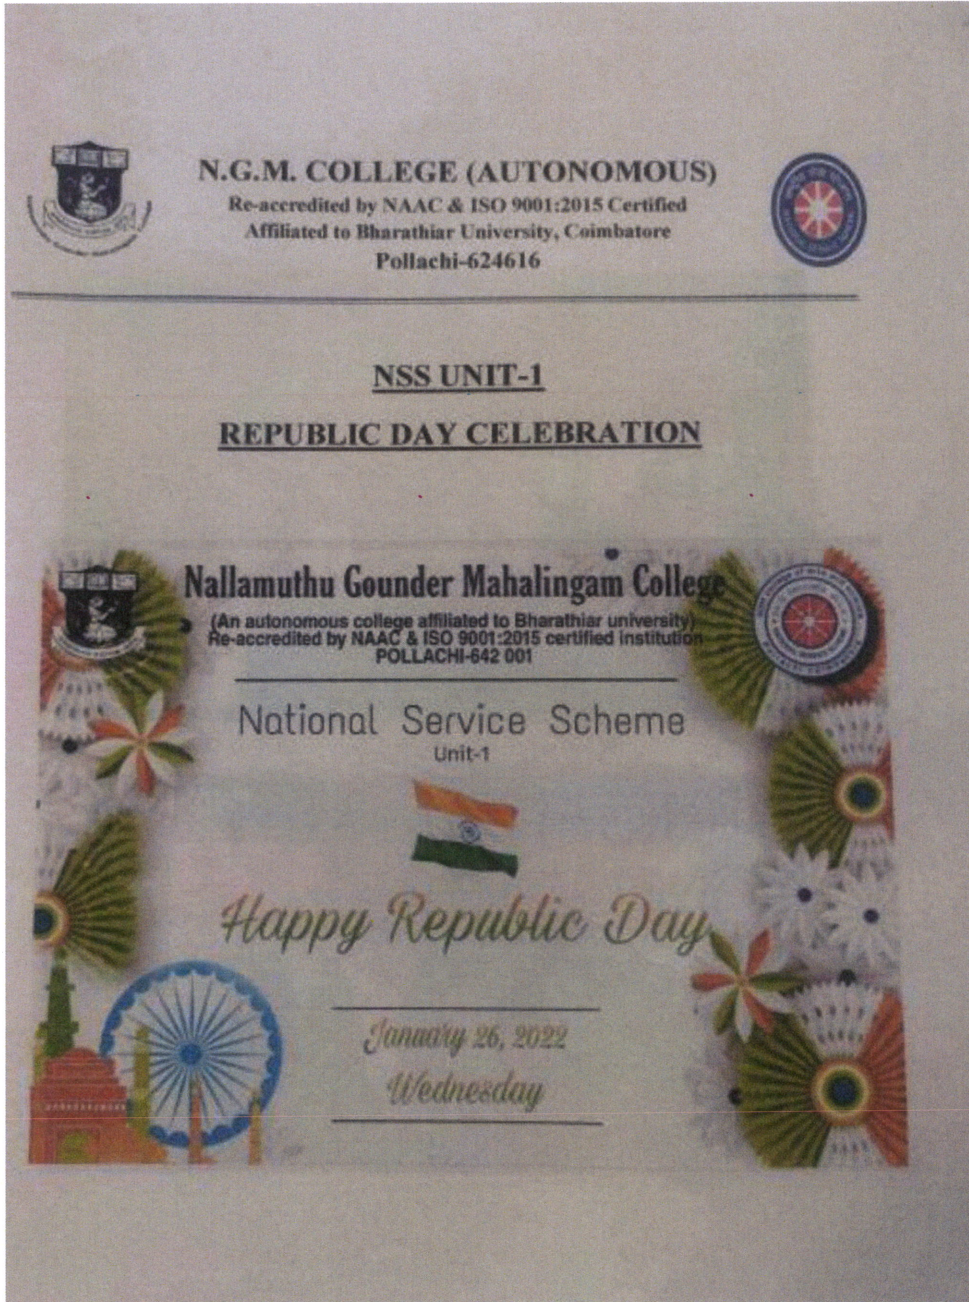 N.G.M. COLLEGE (AUTONOMOUS)
Re-accredited by NAAC & ISO 9001:2015 Certified
Affiliated to Bharathiar University, Coimbatore
Pollachi-624616
NSS UNIT-1
REPUBLIC DAY CELEBRATION
Nallamuthu Gounder Mahalingam College
(An autonomous college affiliated to Bharathiar university)
Re-accredited by NAAC & ISO 9001:2015 certified institution
POLLACHI-642 001
National Service Scheme
Unit-1
Happy Republic Day
January 26, 2022
Wednesday